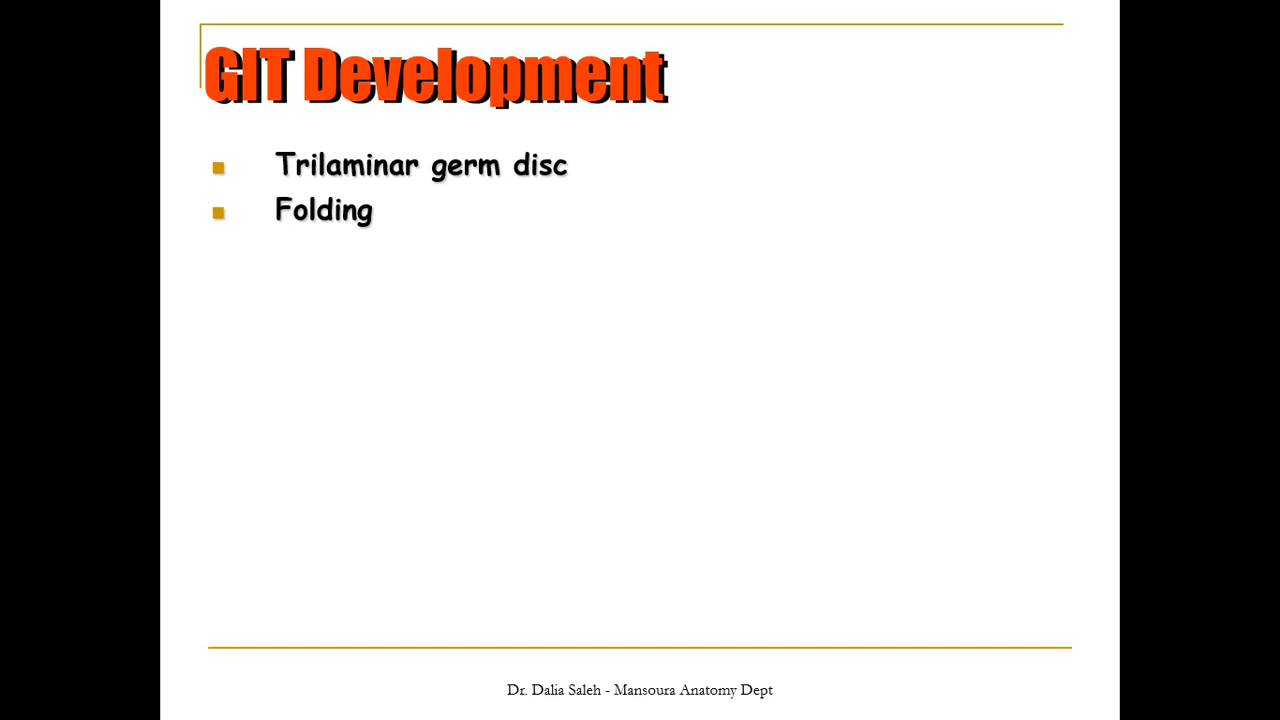 GIT Development
Trilaminar germ disc
Folding
Dr. Dalia Saleh - Mansoura Anatomy Dept